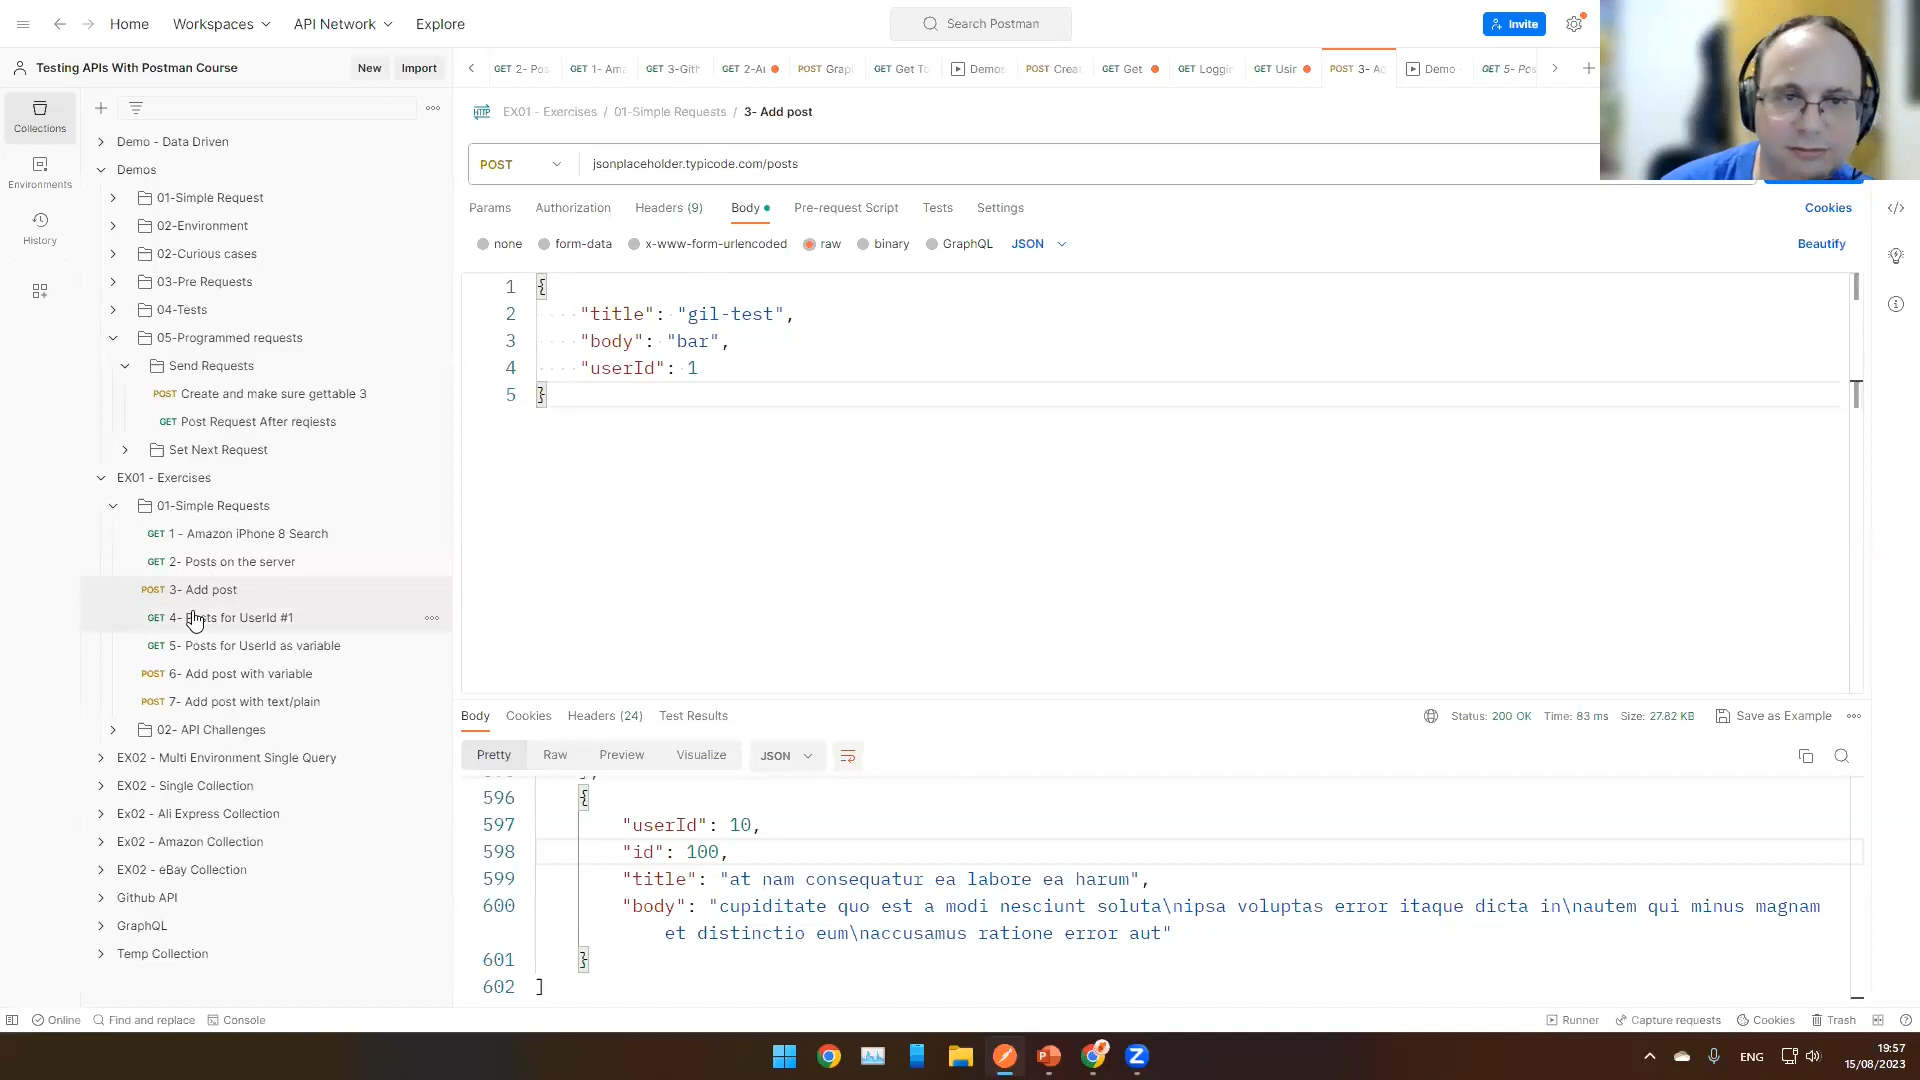 Home
Workspaces
API Network
Explore
Search Postman
Invite
Testing APIs With Postman Course
New
Import
GET 2- Pos
GET 1- Ama
GET 3-Gith
GET 2-Ai
POST Grap
GET Get To
Demos
POST Creat
GET Get
GET Loggin
GET Usin
POST 3- Ad
Demo
GET 5- Pos
Collections
Environments
History
Demo - Data Driven
Demos
01-Simple Request
02-Environment
02-Curious cases
03-Pre Requests
04-Tests
05-Programmed requests
Send Requests
POST Create and make sure gettable 3
GET Post Request After reqiests
Set Next Request
EX01 - Exercises
01-Simple Requests
GET 1 - Amazon iPhone 8 Search
GET 2- Posts on the server
POST 3- Add post
GET 4- Posts for UserId #1
GET 5- Posts for UserId as variable
POST 6- Add post with variable
POST 7- Add post with text/plain
02- API Challenges
EX02 - Multi Environment Single Query
EX02 - Single Collection
Ex02 - Ali Express Collection
Ex02 - Amazon Collection
EX02 - eBay Collection
Github API
GraphQL
Temp Collection
HTTP EX01 - Exercises / 01-Simple Requests / 3- Add post
POST jsonplaceholder.typicode.com/posts
Params Authorization Headers (9) Body Pre-request Script Tests Settings Cookies
none form-data x-www-form-urlencoded raw binary GraphQL JSON Beautify
1 {
2 "title": "gil-test",
3 "body": "bar",
4 "userId": 1
5 }
Body Cookies Headers (24) Test Results Status: 200 OK Time: 83 ms Size: 27.82 KB Save as Example
Pretty Raw Preview Visualize JSON
596 {
597 "userId": 10,
598 "id": 100,
599 "title": "at nam consequatur ea labore ea harum",
600 "body": "cupiditate quo est a modi nesciunt soluta\nipsa voluptas error itaque dicta in\nautem qui minus magnam
et distinctio eum\naccusamus ratione error aut"
601 }
602 ]
Online Find and replace Console Runner Capture requests Cookies Trash
ENG
19:57
15/08/2023